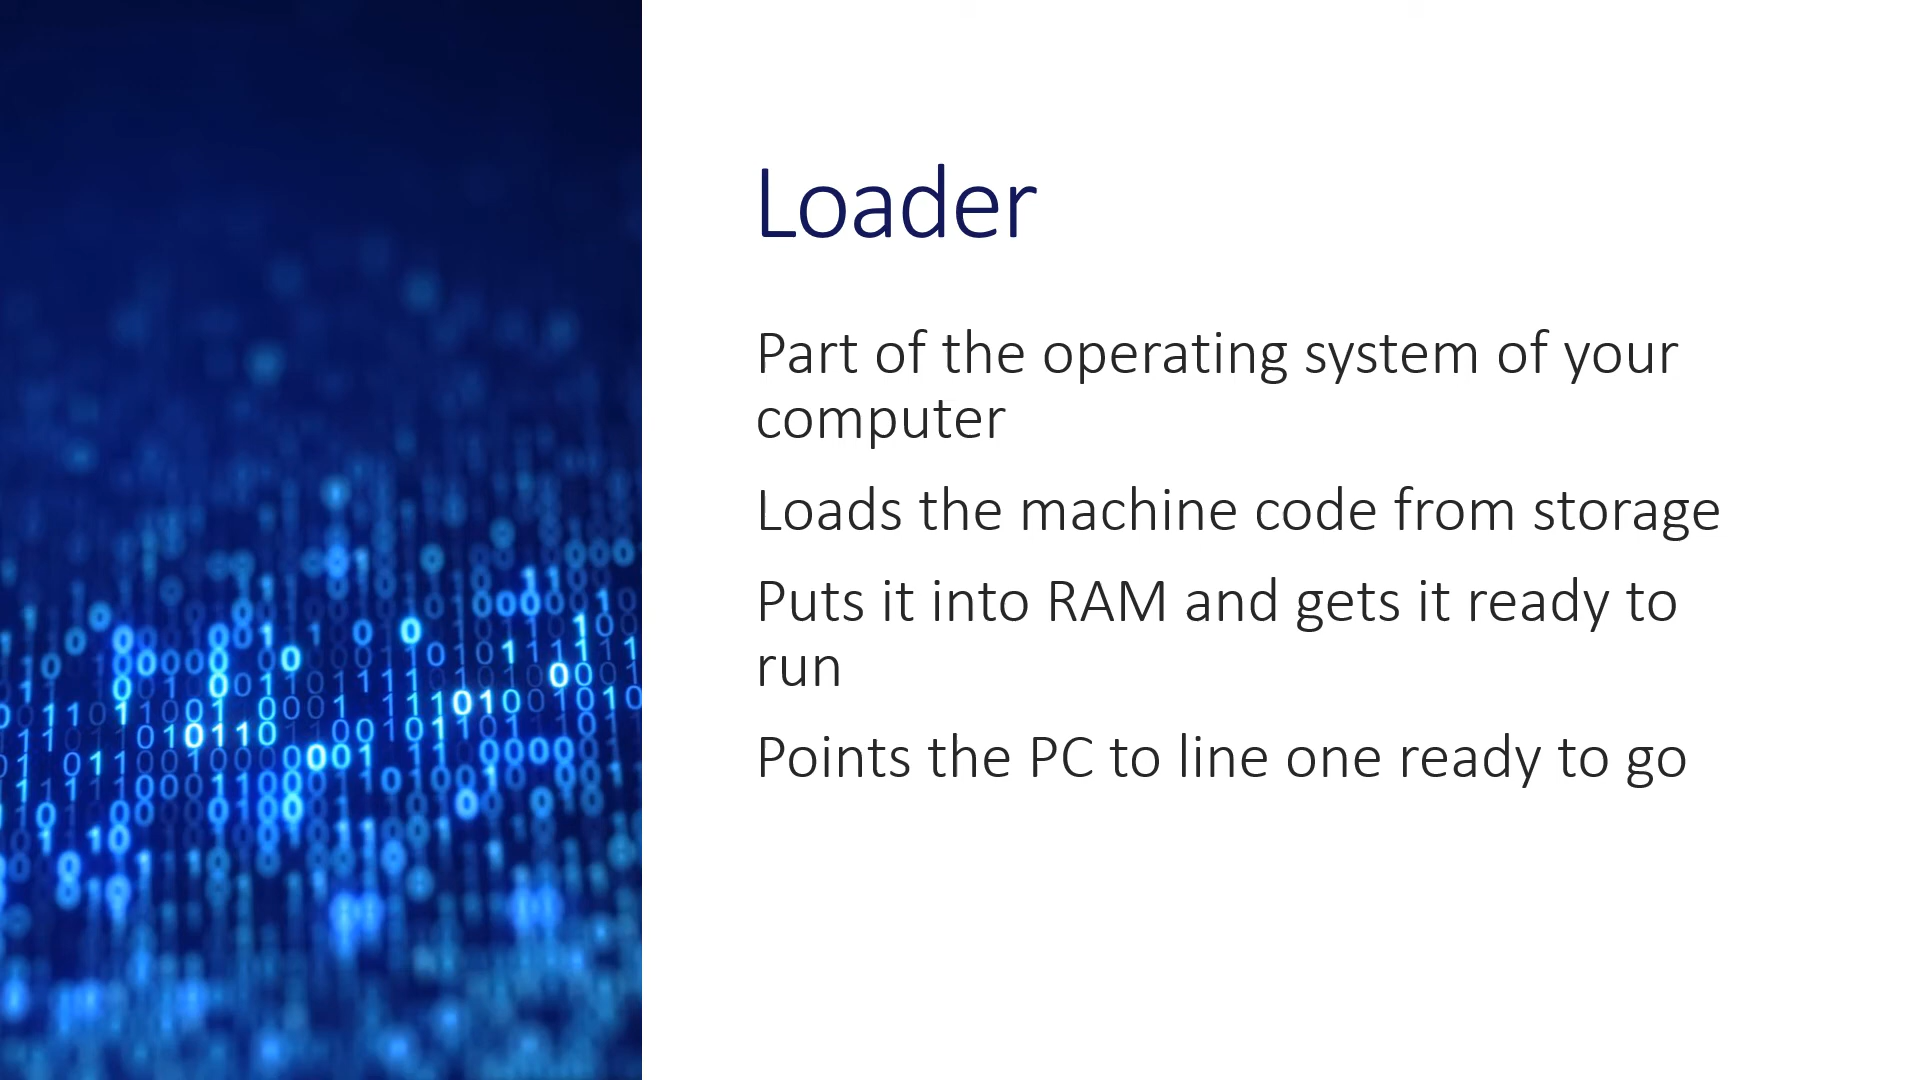 Loader
Part of the operating system of your
computer
Loads the machine code from storage
Puts it into RAM and gets it ready to
run
Points the PC to line one ready to go